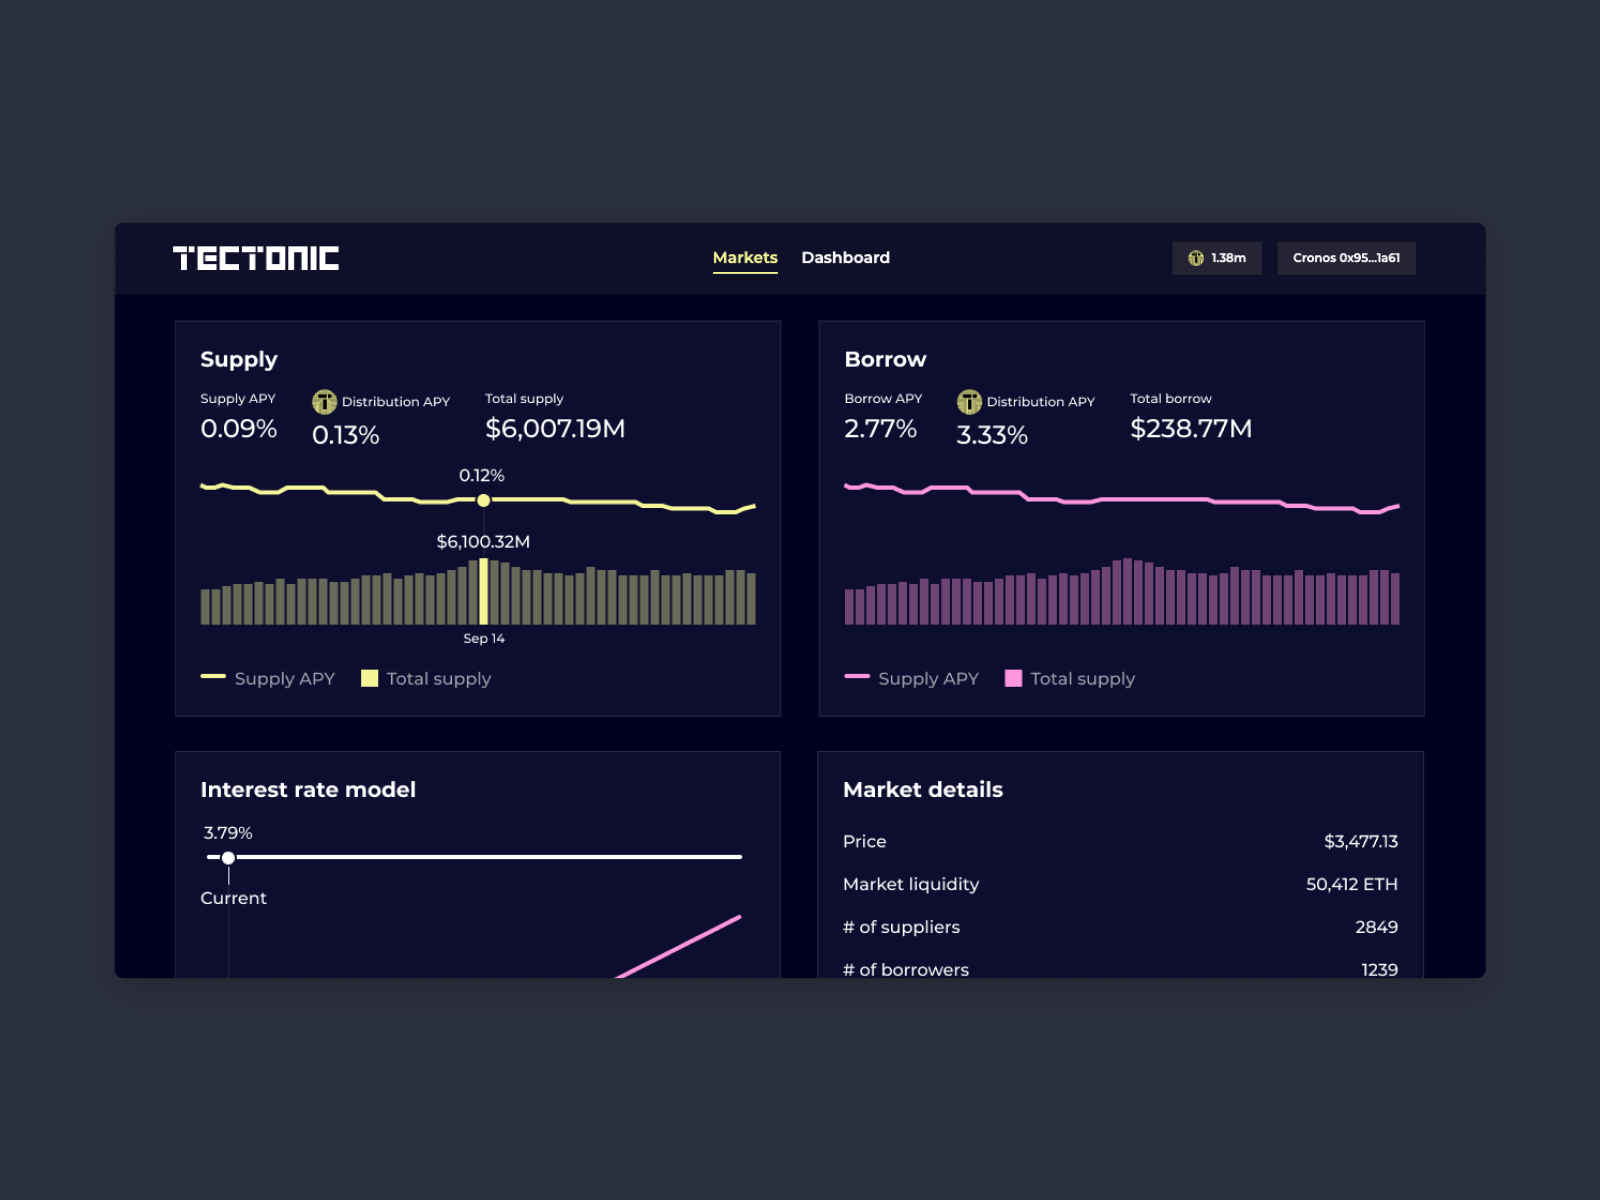 TECTONIC
Markets
Dashboard
1.38m
Cronos 0x95...1a61
Supply
Supply APY
Distribution APY
Total supply
0.09%
0.13%
$6,007.19M
0.12%
$6,100.32M
Sep 14
Supply APY
Total supply
Borrow
Borrow APY
Distribution APY
Total borrow
2.77%
3.33%
$238.77M
Supply APY
Total supply
Interest rate model
3.79%
Current
Market details
Price
$3,477.13
Market liquidity
50,412 ETH
# of suppliers
2849
# of borrowers
1239